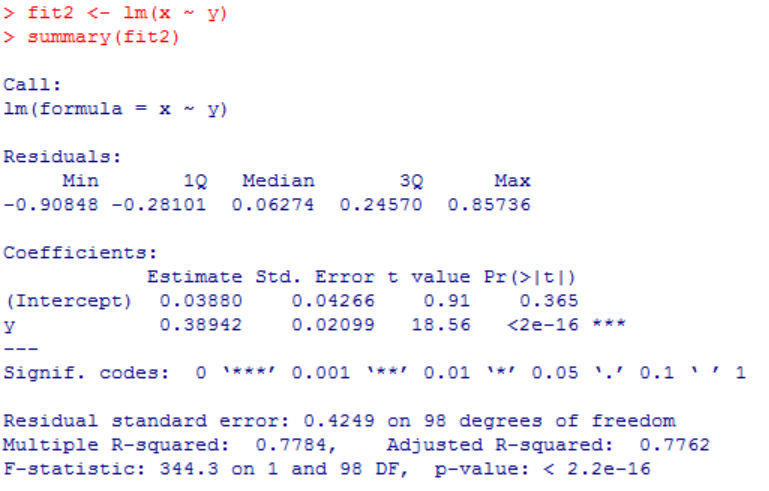 > fit2 <- lm(x ~ y)
> summary(fit2)
Call:
lm(formula = x ~ y)
Residuals:
     Min       1Q   Median       3Q      Max
-0.90848 -0.28101  0.06274  0.24570  0.85736
Coefficients:
            Estimate Std. Error t value Pr(>|t|)
(Intercept)  0.03880    0.04266    0.91    0.365
y            0.38942    0.02099   18.56   <2e-16 ***
---
Signif. codes:  0 ‘***’ 0.001 ‘**’ 0.01 ‘*’ 0.05 ‘.’ 0.1 ‘ ’ 1
Residual standard error: 0.4249 on 98 degrees of freedom
Multiple R-squared:  0.7784,    Adjusted R-squared:  0.7762
F-statistic: 344.3 on 1 and 98 DF,  p-value: < 2.2e-16